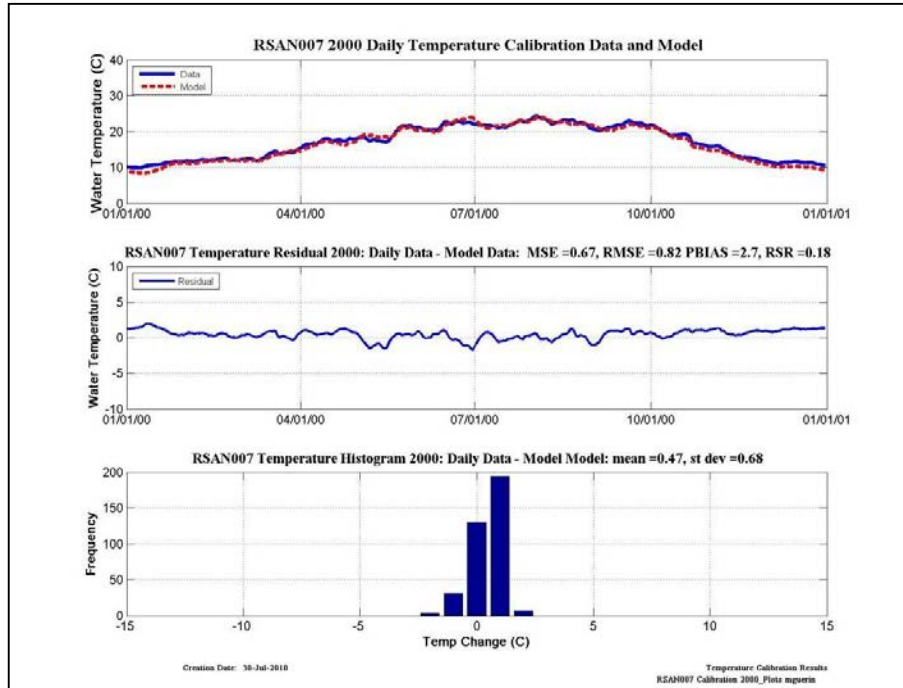 RSAN007 2000 Daily Temperature Calibration Data and Model
Water Temperature (C)
40
30
20
10
0
Data
Model
01/01/00
04/01/00
07/01/00
10/01/00
01/01/01
RSAN007 Temperature Residual 2000: Daily Data - Model Data: MSE =0.67, RMSE =0.82 PBIAS =2.7, RSR =0.18
Water Temperature (C)
10
5
0
-5
-10
Residual
01/01/00
04/01/00
07/01/00
10/01/00
01/01/01
RSAN007 Temperature Histogram 2000: Daily Data - Model Model: mean =0.47, st dev =0.68
Frequency
200
150
100
50
0
-15
-10
-5
0
5
10
15
Temp Change (C)
Creation Date: 30-Jul-2010
Temperature Calibration Results
RSAN007 Calibration 2000_Plots mguerin